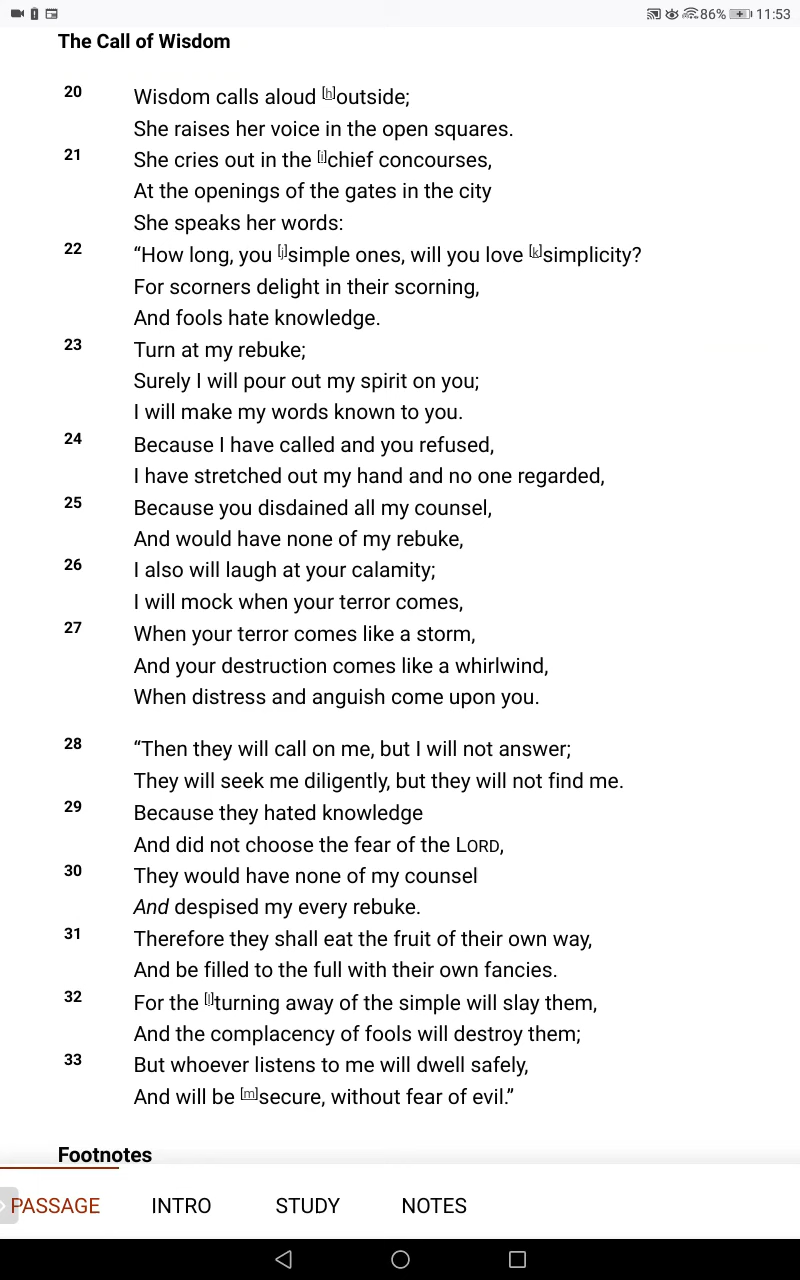 86% 11:53
The Call of Wisdom
20 Wisdom calls aloud [h]outside;
She raises her voice in the open squares.
21 She cries out in the [i]chief concourses,
At the openings of the gates in the city
She speaks her words:
22 “How long, you [j]simple ones, will you love [k]simplicity?
For scorners delight in their scorning,
And fools hate knowledge.
23 Turn at my rebuke;
Surely I will pour out my spirit on you;
I will make my words known to you.
24 Because I have called and you refused,
I have stretched out my hand and no one regarded,
25 Because you disdained all my counsel,
And would have none of my rebuke,
26 I also will laugh at your calamity;
I will mock when your terror comes,
27 When your terror comes like a storm,
And your destruction comes like a whirlwind,
When distress and anguish come upon you.
28 “Then they will call on me, but I will not answer;
They will seek me diligently, but they will not find me.
29 Because they hated knowledge
And did not choose the fear of the LORD,
30 They would have none of my counsel
And despised my every rebuke.
31 Therefore they shall eat the fruit of their own way,
And be filled to the full with their own fancies.
32 For the [l]turning away of the simple will slay them,
And the complacency of fools will destroy them;
33 But whoever listens to me will dwell safely,
And will be [m]secure, without fear of evil.”
Footnotes
PASSAGE INTRO STUDY NOTES